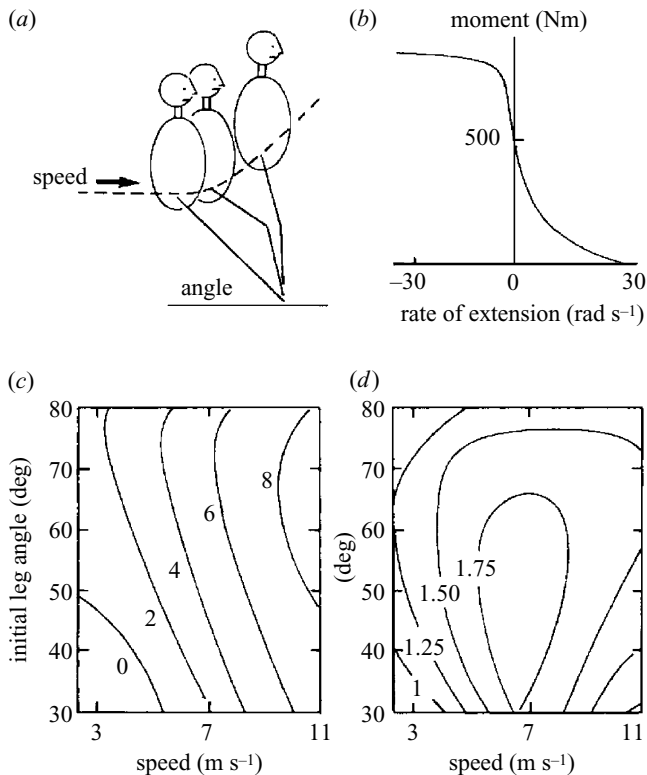 (a)
speed
angle
(b)
moment (Nm)
500
−30 0 30
rate of extension (rad s⁻¹)
(c)
initial leg angle (deg)
80
70
60
50
40
30
0
2
4
6
8
3 7 11
speed (m s⁻¹)
(d)
(deg)
80
70
60
50
40
30
1.75
1.50
1.25
1
3 7 11
speed (m s⁻¹)